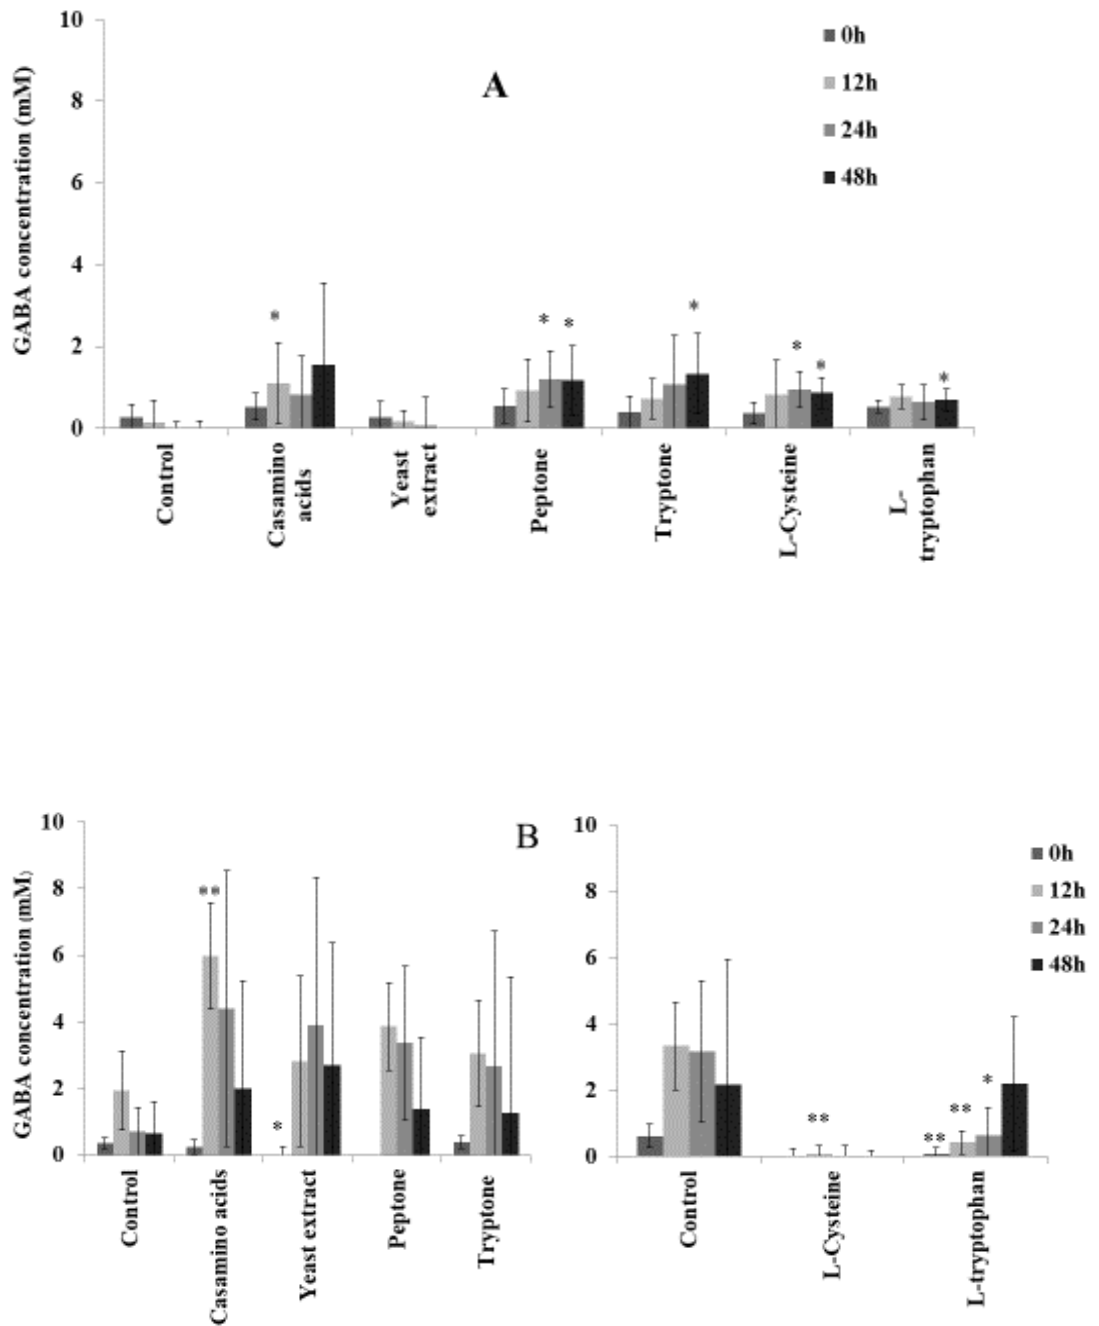 10
8
6
4
2
0
GABA concentration (mM)
A
0h
12h
24h
48h
*
*
*
*
*
*
*
Control
Casamino
acids
Yeast
extract
Peptone
Tryptone
L-Cysteine
L-
tryptophan
10
8
6
4
2
0
GABA concentration (mM)
B
**
*
Control
Casamino acids
Yeast extract
Peptone
Tryptone
10
8
6
4
2
0
0h
12h
24h
48h
**
**
**
*
Control
L-Cysteine
L-tryptophan